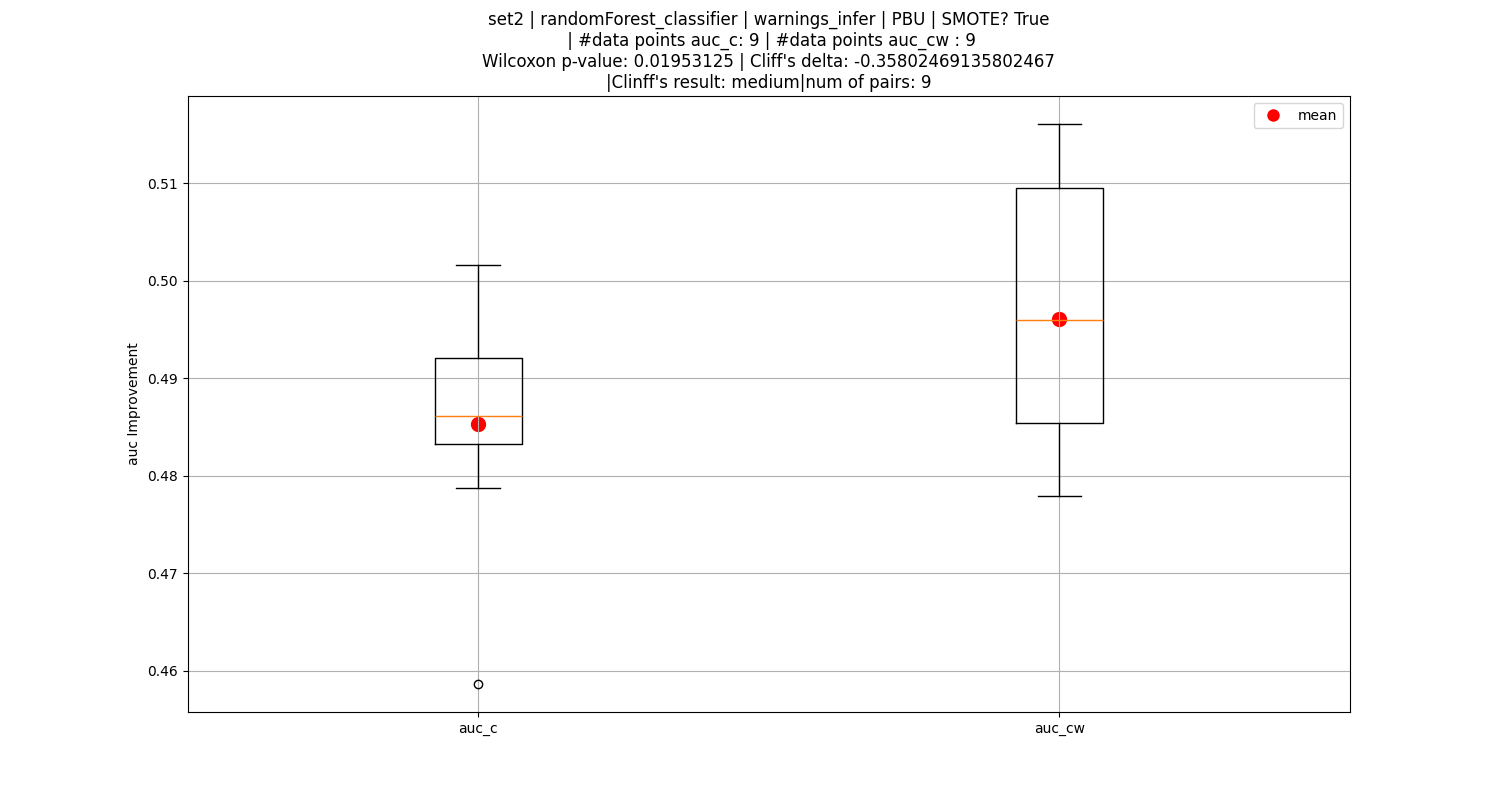 set2 | randomForest_classifier | warnings_infer | PBU | SMOTE? True
| #data points auc_c: 9 | #data points auc_cw : 9
Wilcoxon p-value: 0.01953125 | Cliff's delta: -0.35802469135802467
|Clinff's result: medium|num of pairs: 9
mean
0.51
0.50
0.49
0.48
0.47
0.46
auc Improvement
auc_c
auc_cw